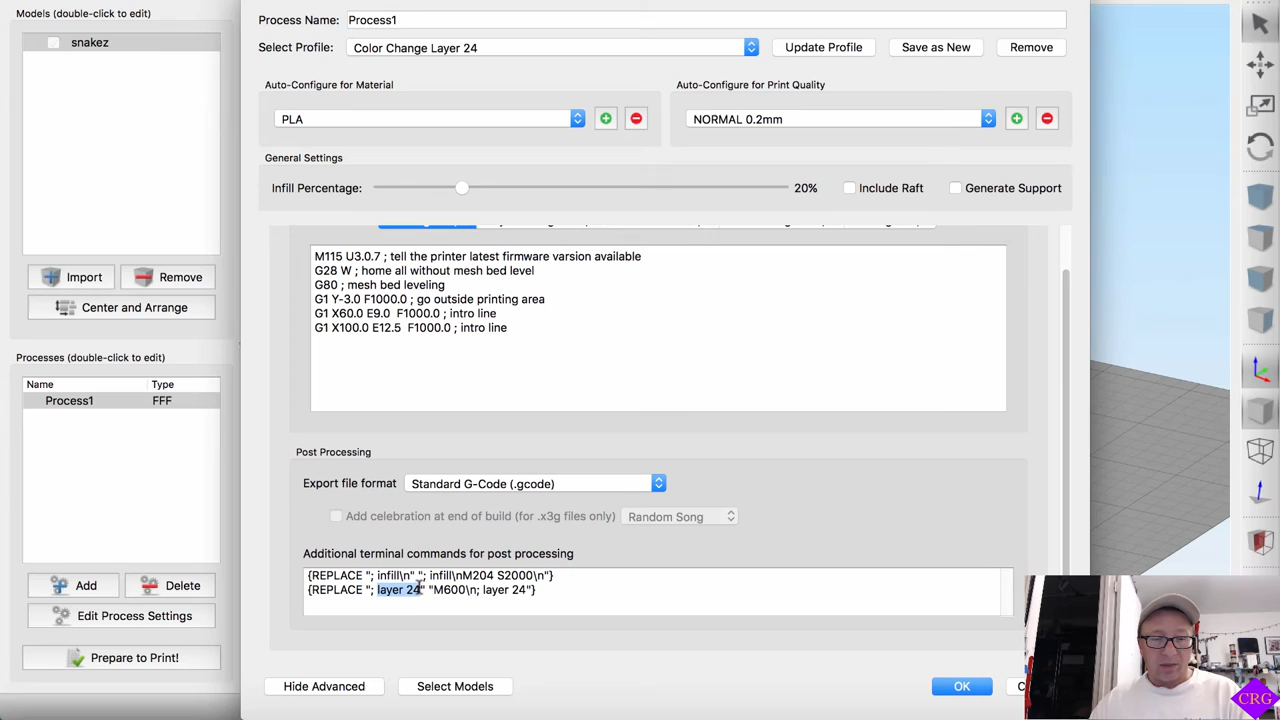 Models (double-click to edit)
snakez
Import
Remove
Center and Arrange
Processes (double-click to edit)
Name
Type
Process1
FFF
Add
Delete
Edit Process Settings
Prepare to Print!
Process Name:
Process1
Select Profile:
Color Change Layer 24
Update Profile
Save as New
Remove
Auto-Configure for Material
PLA
Auto-Configure for Print Quality
NORMAL 0.2mm
General Settings
Infill Percentage:
20%
Include Raft
Generate Support
M115 U3.0.7 ; tell the printer latest firmware varsion available
G28 W ; home all without mesh bed level
G80 ; mesh bed leveling
G1 Y-3.0 F1000.0 ; go outside printing area
G1 X60.0 E9.0  F1000.0 ; intro line
G1 X100.0 E12.5  F1000.0 ; intro line
Post Processing
Export file format
Standard G-Code (.gcode)
Add celebration at end of build (for .x3g files only)
Random Song
Additional terminal commands for post processing
{REPLACE "; infill\n" "; infill\nM204 S2000\n"}
{REPLACE "; layer 24" "M600\n; layer 24"}
Hide Advanced
Select Models
OK
CRG